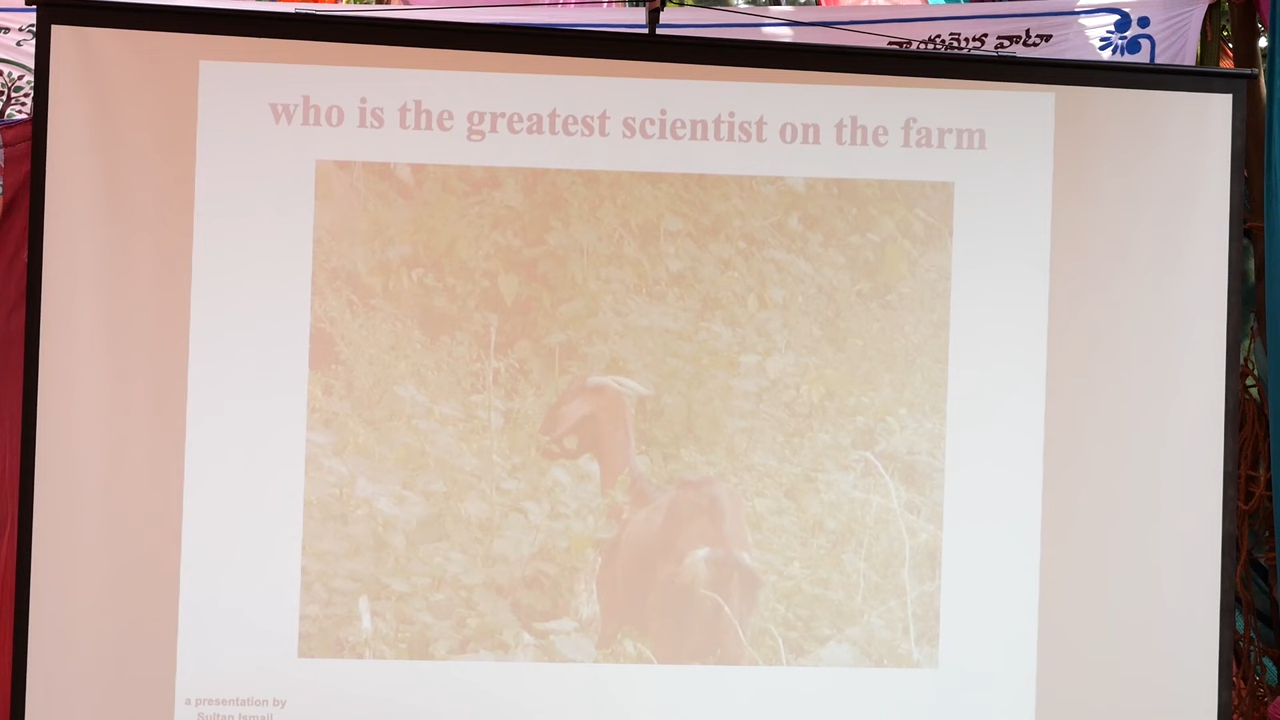 వాటా
who is the greatest scientist on the farm
a presentation by
Sultan Ismail